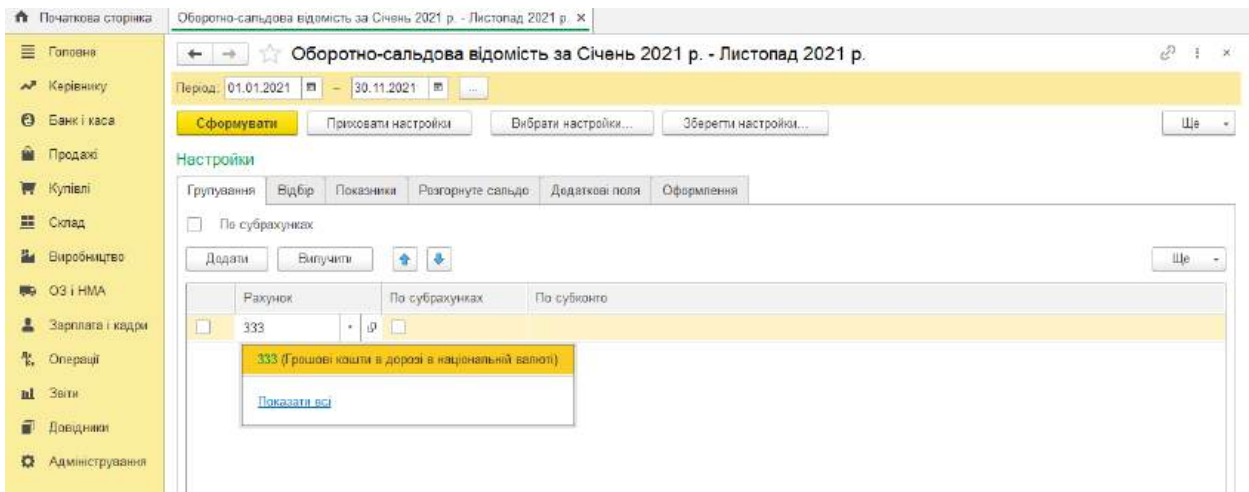 Початкова сторінка
Оборотно-сальдова відомість за Січень 2021 р. - Листопад 2021 р. ×
Головне
Керівнику
Банк і каса
Продажі
Купівлі
Склад
Виробництво
ОЗ і НМА
Зарплата і кадри
Операції
Звіти
Довідники
Адміністрування
Оборотно-сальдова відомість за Січень 2021 р. - Листопад 2021 р.
Період: 01.01.2021 – 30.11.2021 ...
Сформувати Приховати настройки Вибрати настройки... Зберегти настройки... Ще
Настройки
Групування Відбір Показники Розгорнуте сальдо Додаткові поля Оформлення
По субрахунках
Додати Вилучити Ще
Рахунок По субрахунках По субконто
333
333 (Грошові кошти в дорозі в національній валюті)
Показати всі